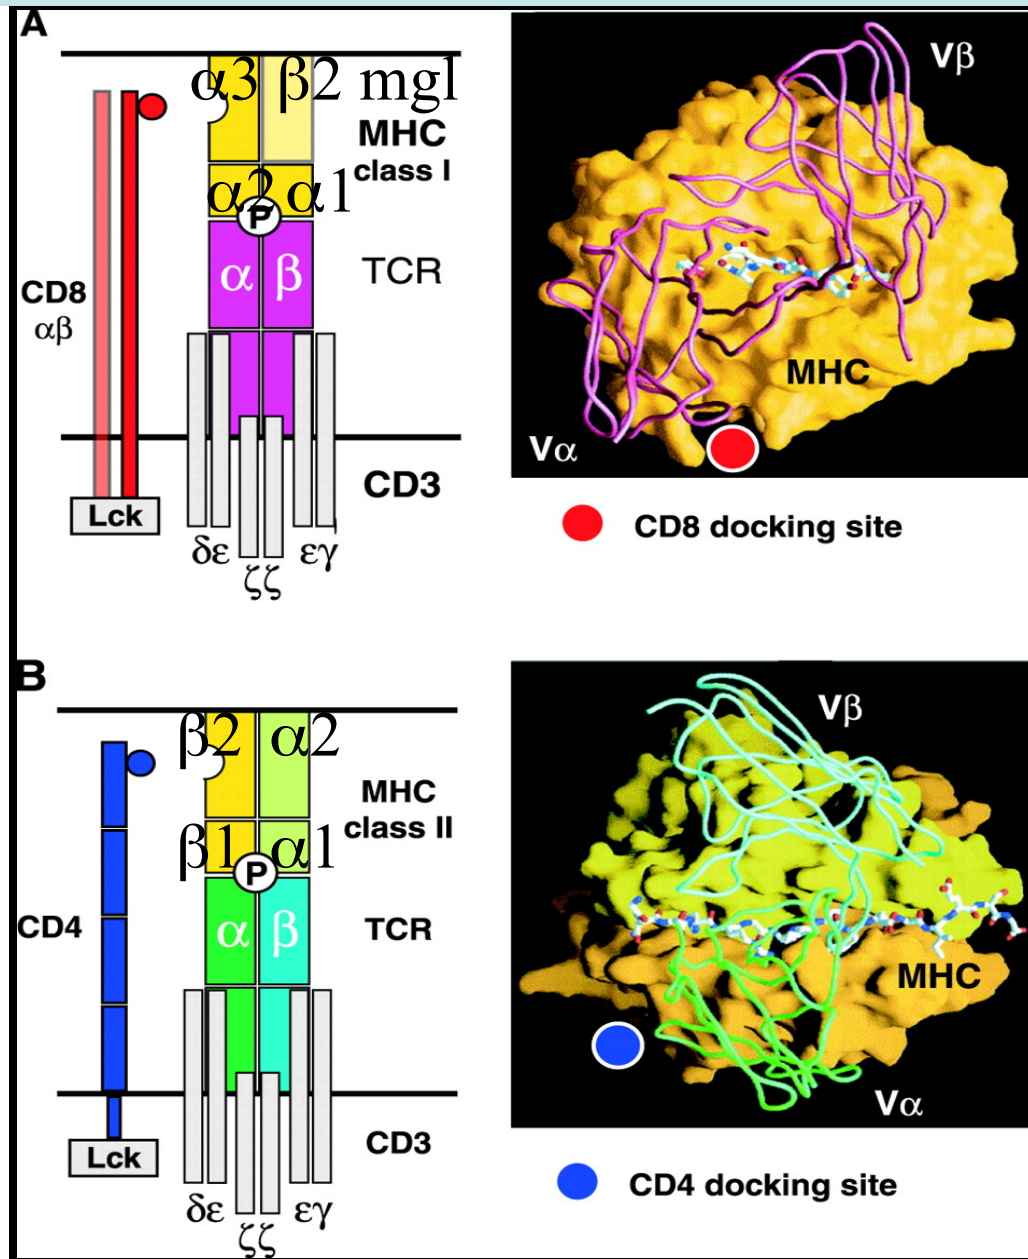 A
α3 β2 mgl
MHC
class I
α2 α1
P
α β
TCR
CD8
αβ
CD3
Lck
δε
εγ
ζζ
Vβ
MHC
Vα
CD8 docking site
B
β2 α2
MHC
class II
β1 α1
P
CD4
α β
TCR
CD3
Lck
δε
εγ
ζζ
Vβ
MHC
Vα
CD4 docking site